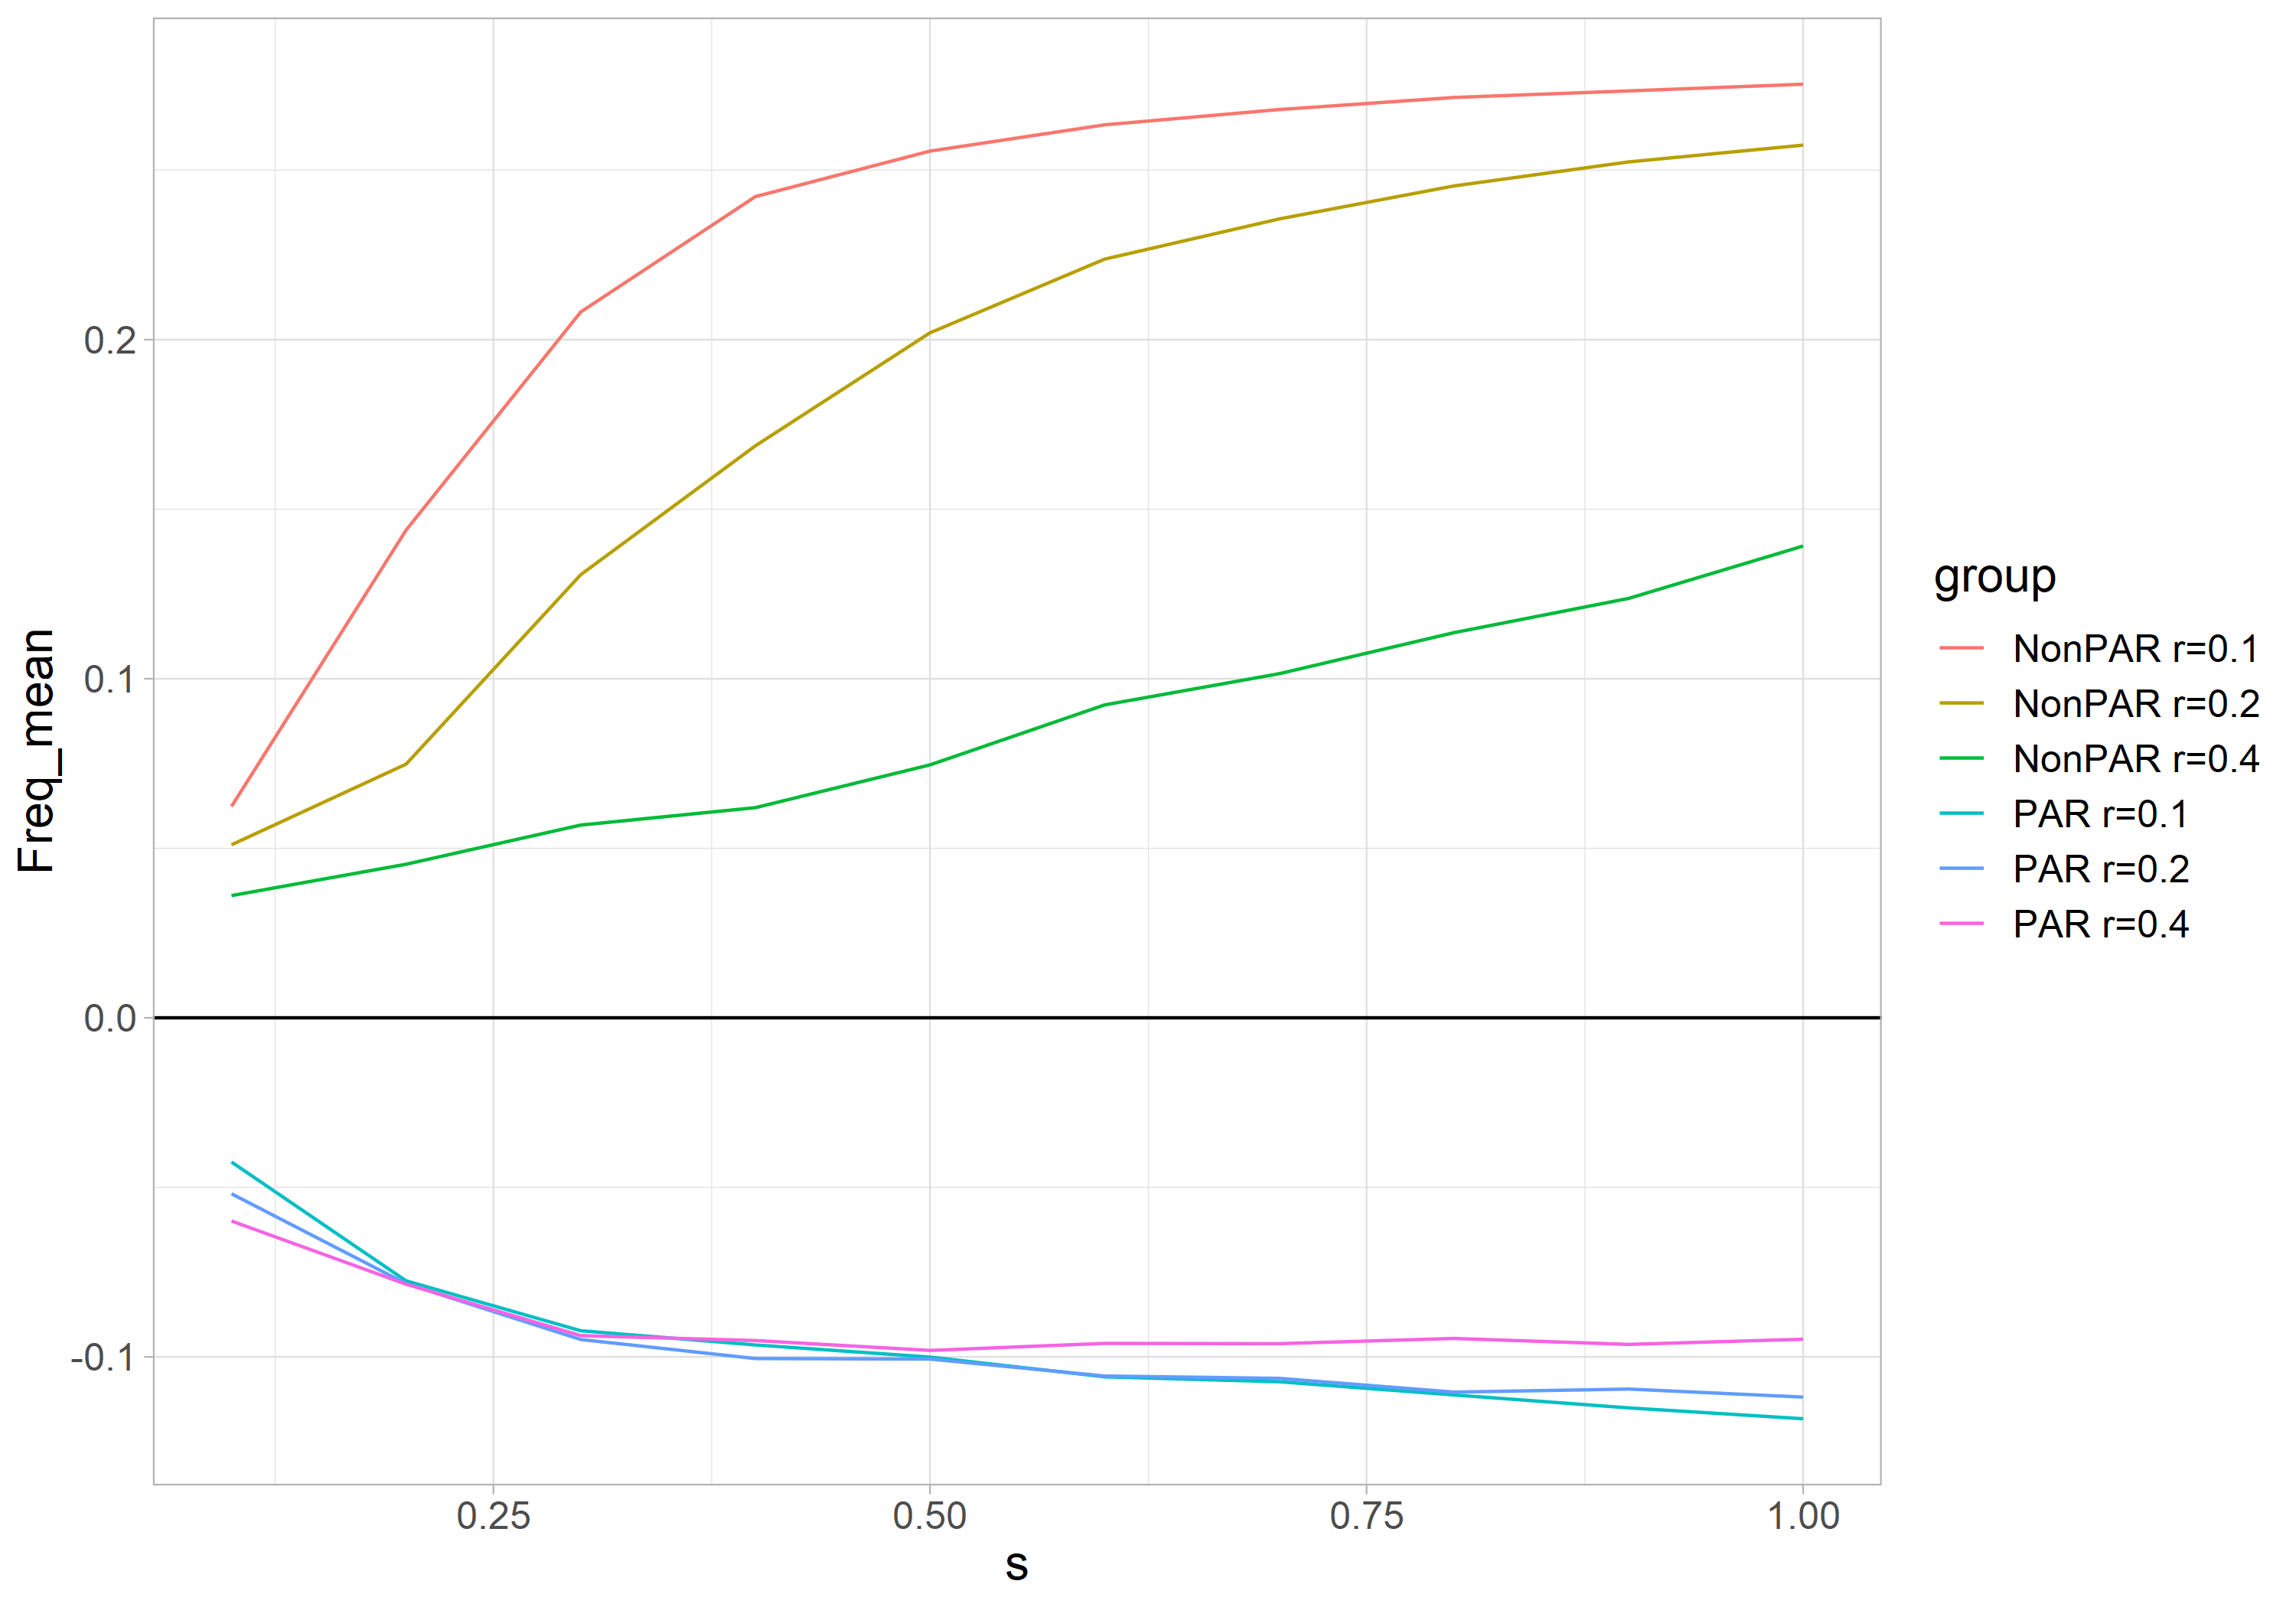 Freq_mean
0.2
0.1
0.0
-0.1
0.25 0.50 0.75 1.00
s
group
NonPAR r=0.1
NonPAR r=0.2
NonPAR r=0.4
PAR r=0.1
PAR r=0.2
PAR r=0.4